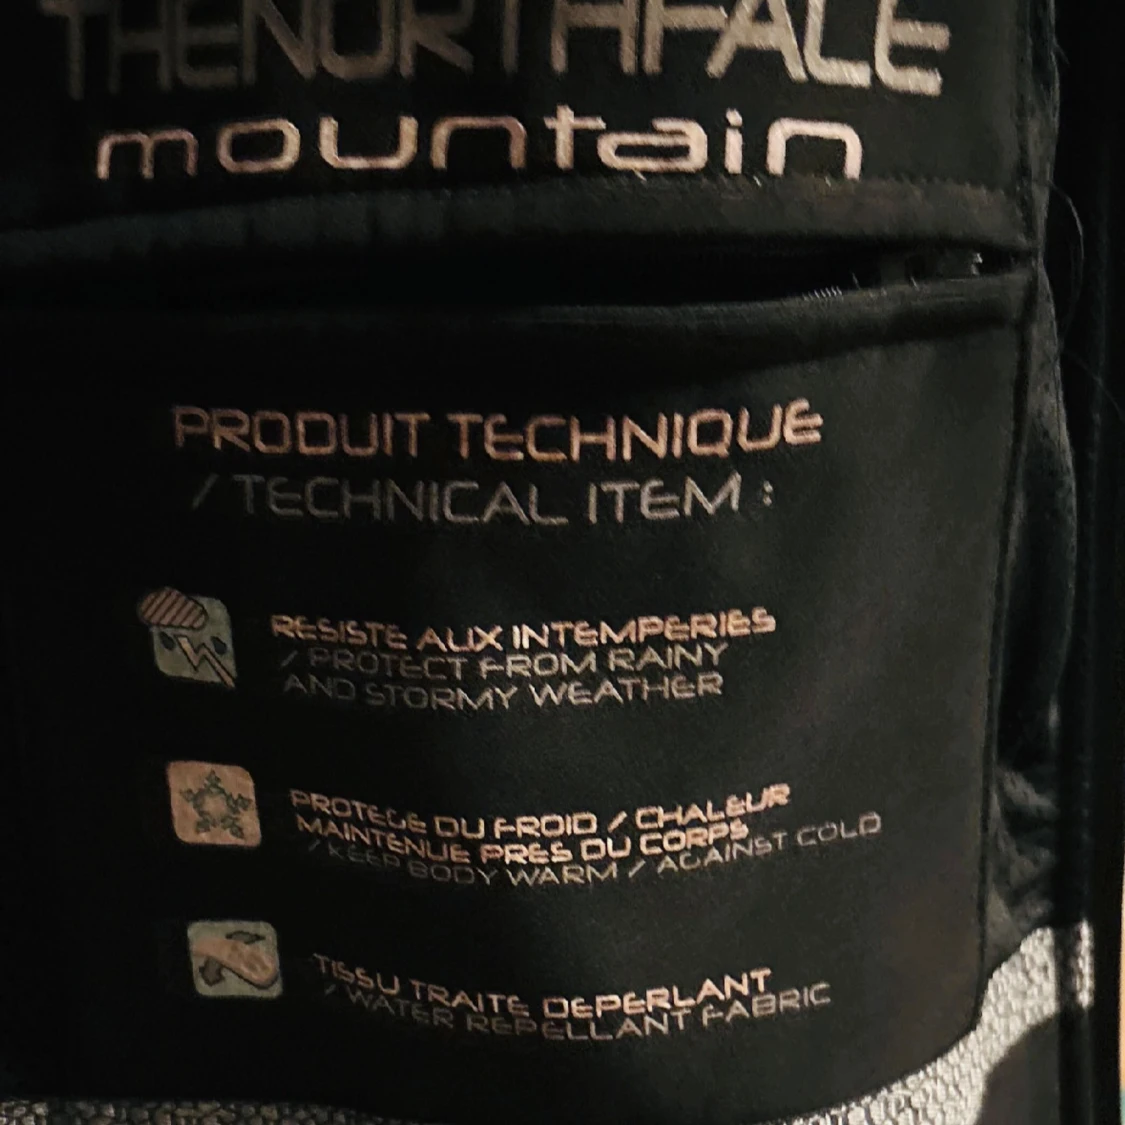 THENORTHFACE
mountain
PRODUIT TECHNIQUE
/ TECHNICAL ITEM :
RESISTE AUX INTEMPERIES
/ PROTECT FROM RAINY
AND STORMY WEATHER
PROTEGE DU FROID / CHALEUR
MAINTENUE PRES DU CORPS
/ KEEP BODY WARM / AGAINST COLD
TISSU TRAITE DEPERLANT
/ WATER REPELLANT FABRIC